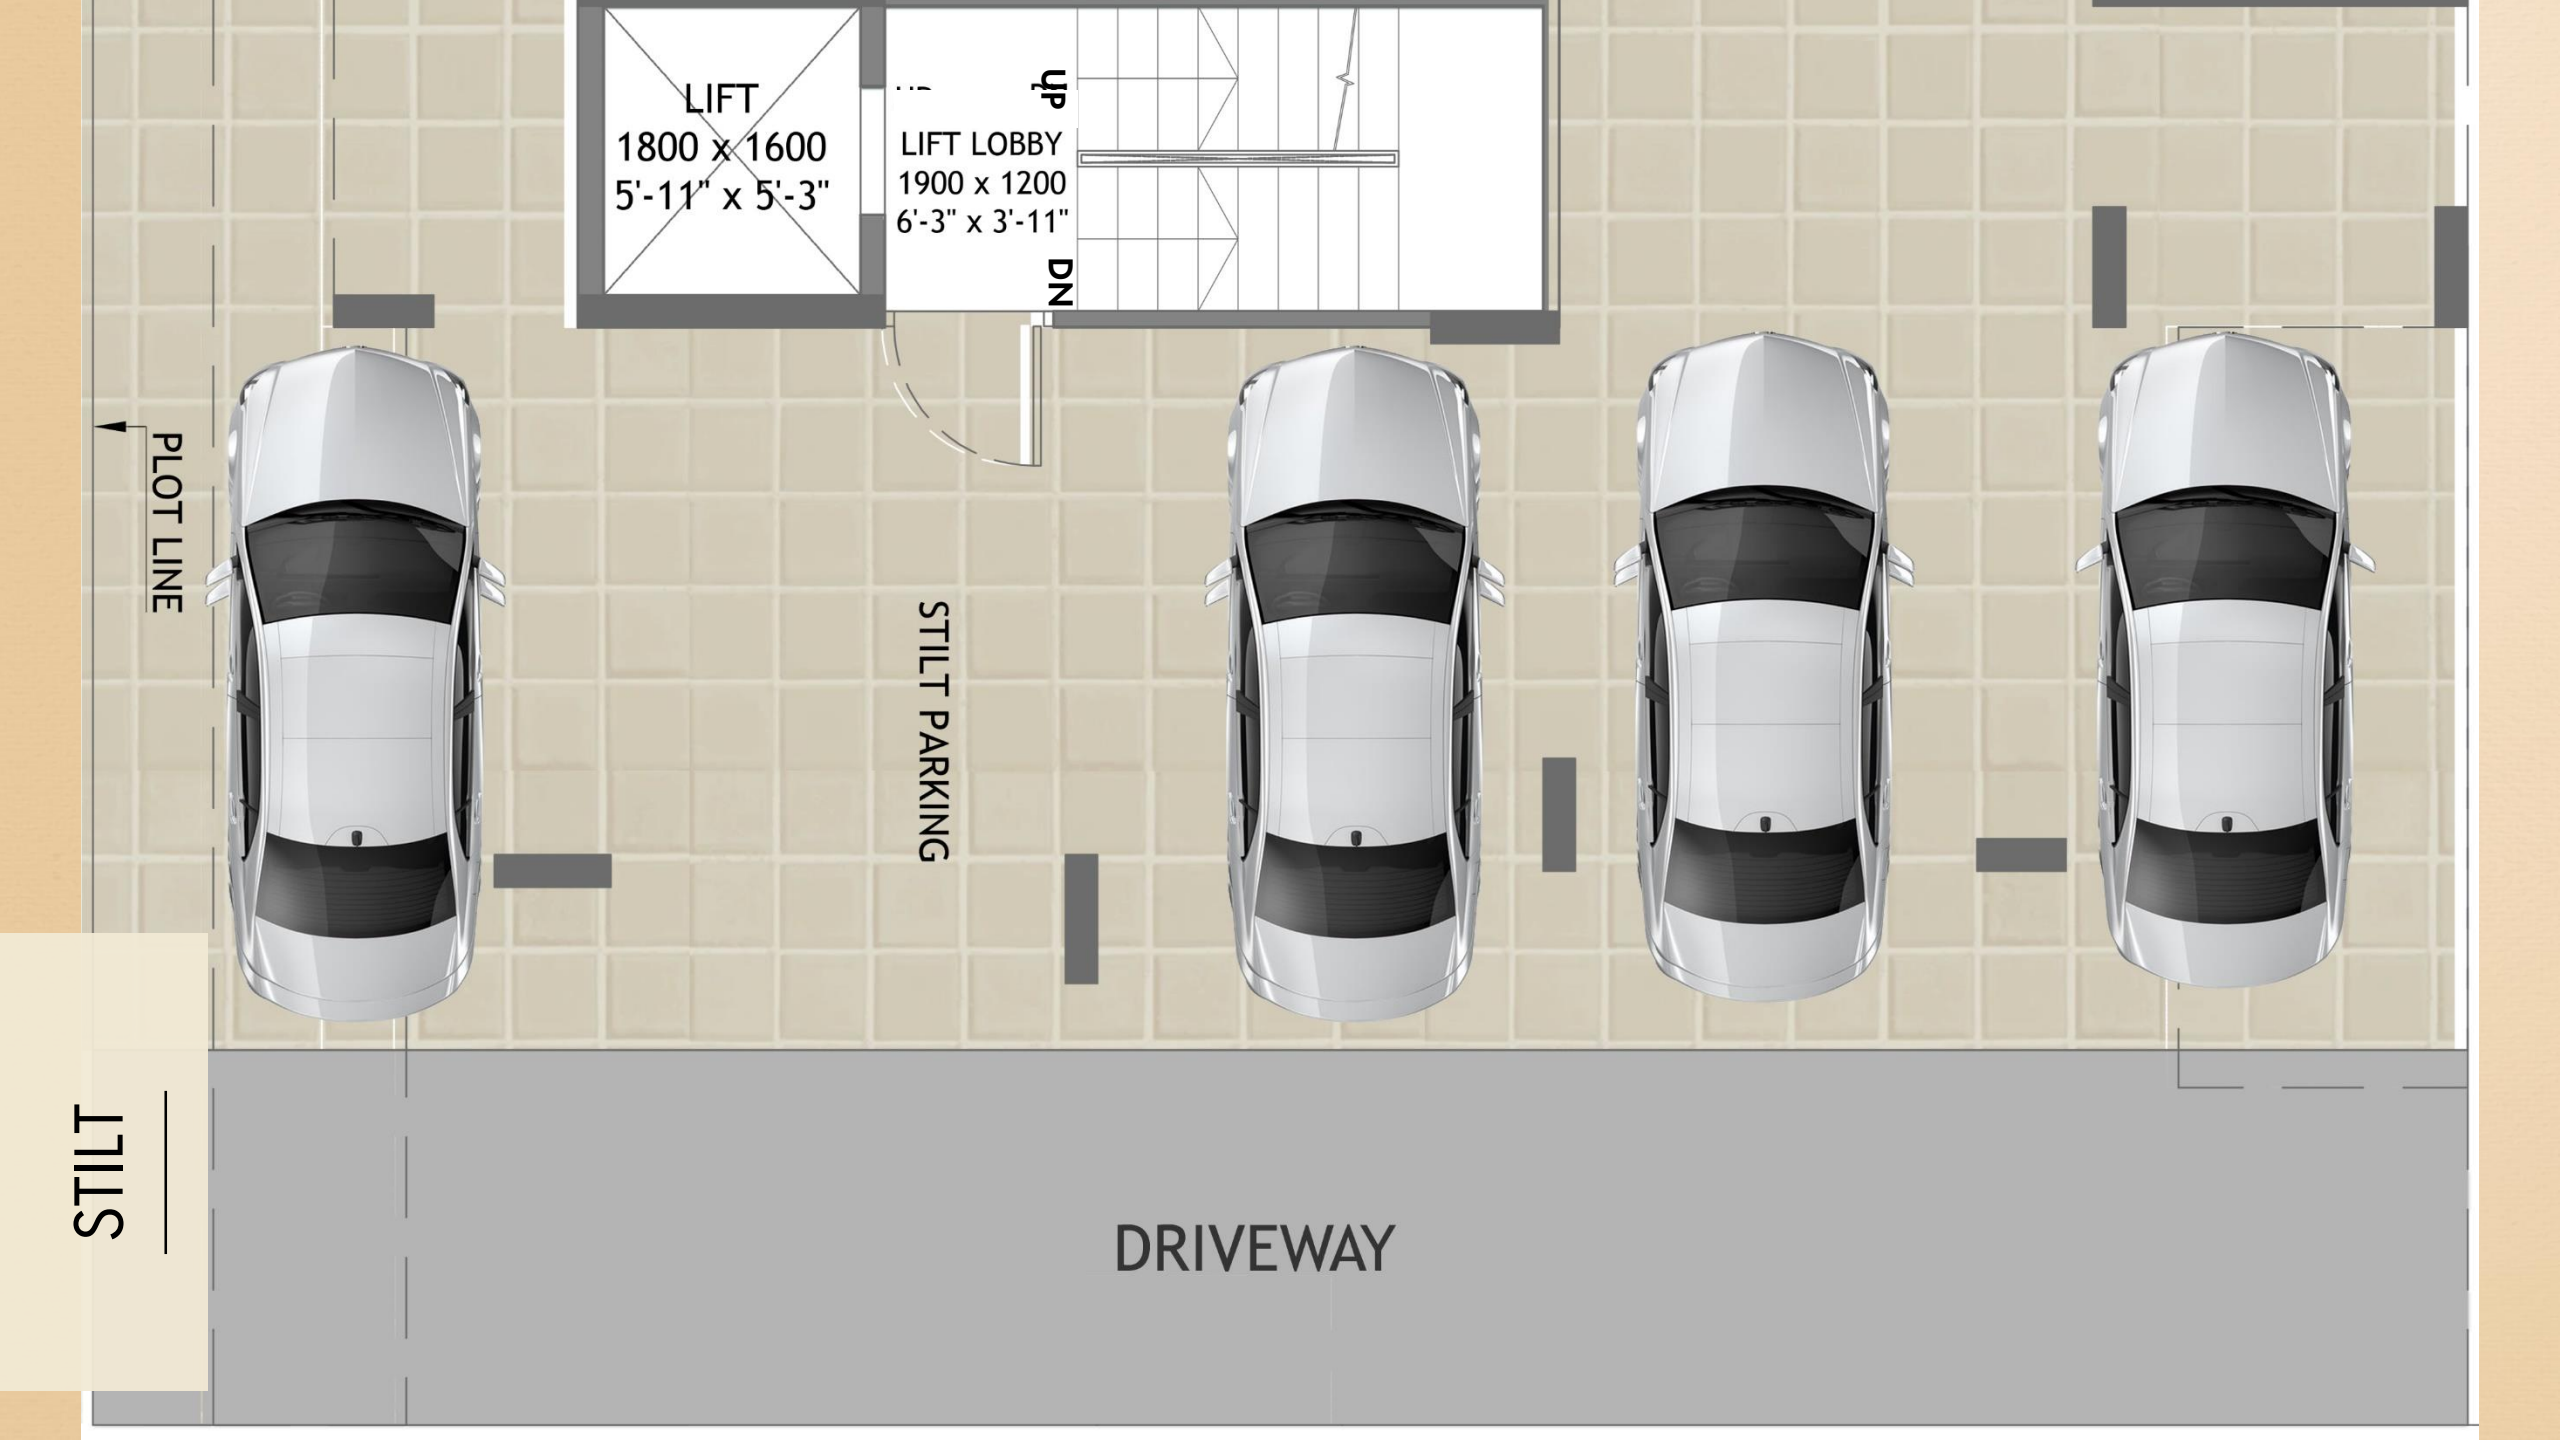 UP
LIFT
1800 x 1600
5'-11" x 5'-3"
LIFT LOBBY
1900 x 1200
6'-3" x 3'-11"
DN
PLOT LINE
STILT PARKING
STILT
DRIVEWAY